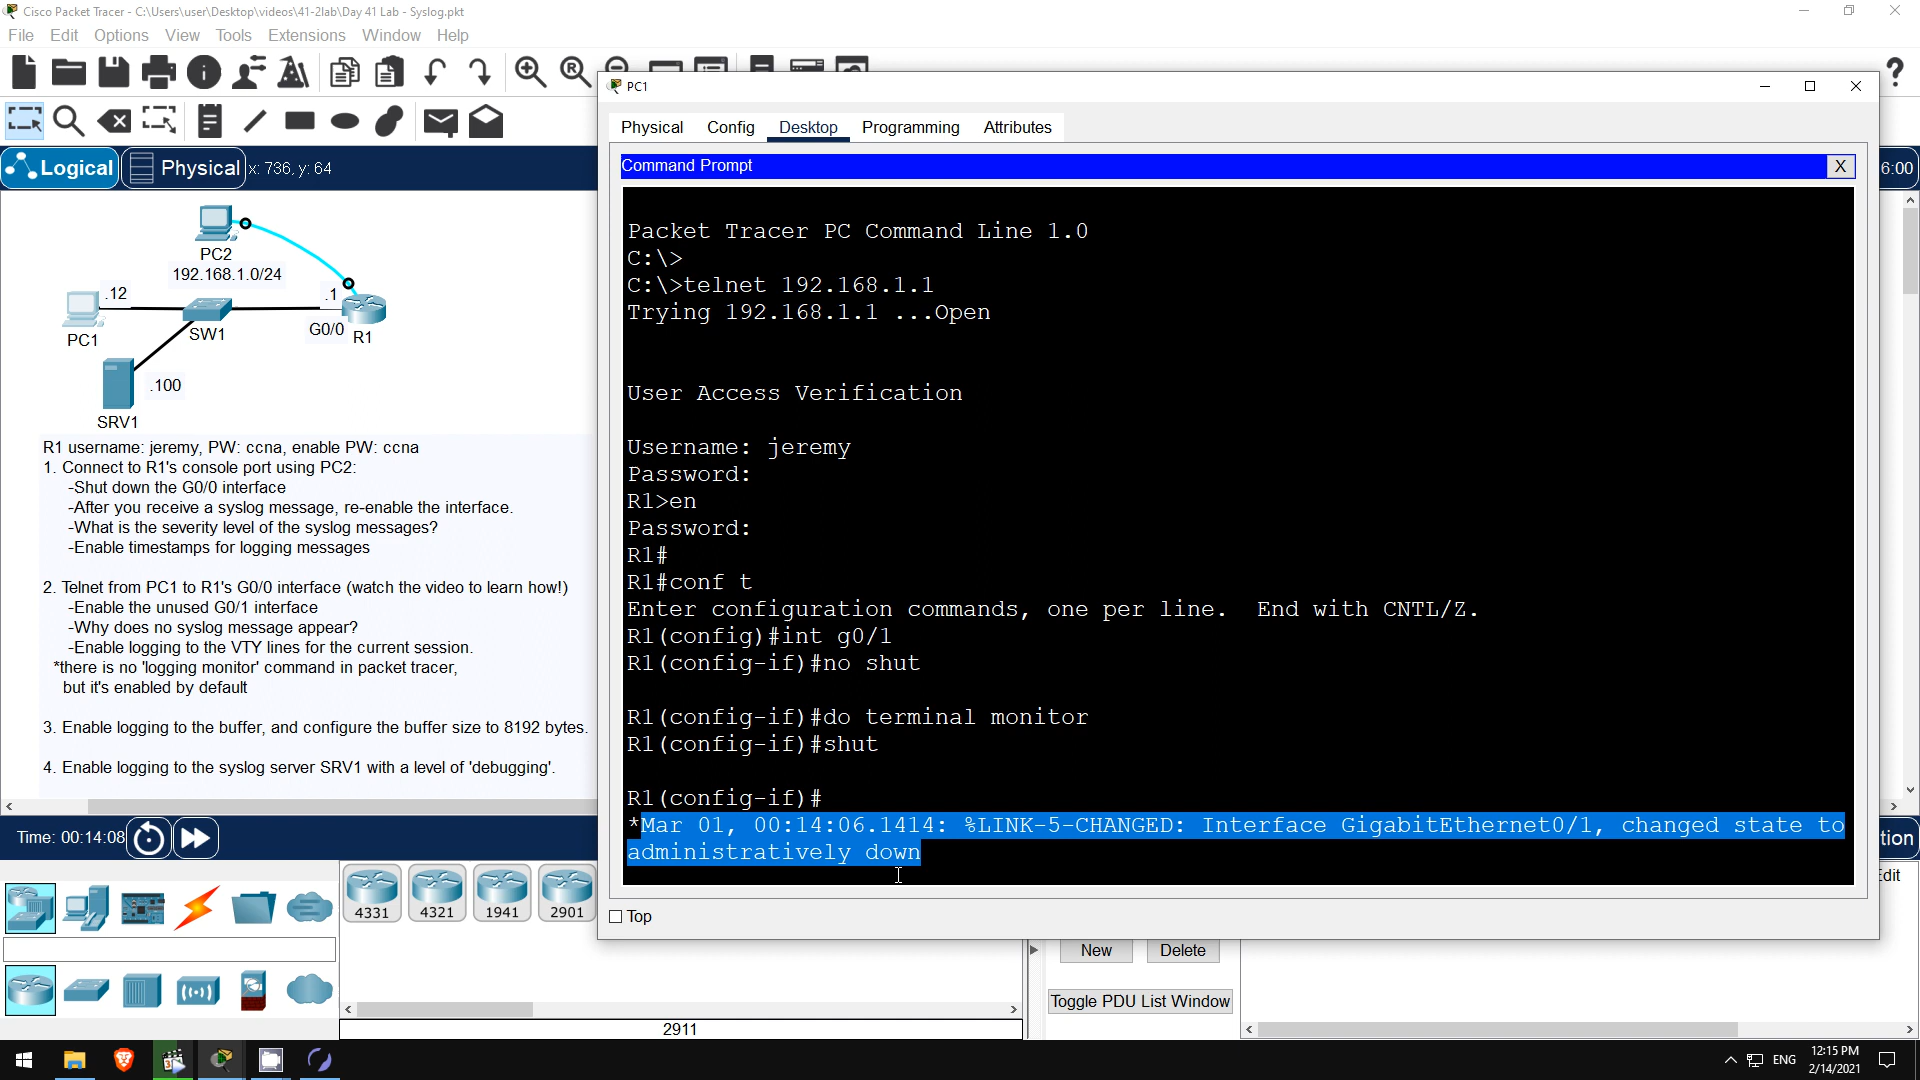 Cisco Packet Tracer - C:\Users\user\Desktop\videos\41-2lab\Day 41 Lab - Syslog.pkt
File Edit Options View Tools Extensions Window Help
Logical Physical x: 736, y: 64
6:00
PC2
192.168.1.0/24
.12
.1
PC1
SW1
G0/0
R1
.100
SRV1
R1 username: jeremy, PW: ccna, enable PW: ccna
1. Connect to R1's console port using PC2:
-Shut down the G0/0 interface
-After you receive a syslog message, re-enable the interface.
-What is the severity level of the syslog messages?
-Enable timestamps for logging messages
2. Telnet from PC1 to R1's G0/0 interface (watch the video to learn how!)
-Enable the unused G0/1 interface
-Why does no syslog message appear?
-Enable logging to the VTY lines for the current session.
*there is no 'logging monitor' command in packet tracer,
but it's enabled by default
3. Enable logging to the buffer, and configure the buffer size to 8192 bytes.
4. Enable logging to the syslog server SRV1 with a level of 'debugging'.
PC1
Physical Config Desktop Programming Attributes
Command Prompt
X
Packet Tracer PC Command Line 1.0
C:\>
C:\>telnet 192.168.1.1
Trying 192.168.1.1 ...Open
User Access Verification
Username: jeremy
Password:
R1>en
Password:
R1#
R1#conf t
Enter configuration commands, one per line.  End with CNTL/Z.
R1(config)#int g0/1
R1(config-if)#no shut
R1(config-if)#do terminal monitor
R1(config-if)#shut
R1(config-if)#
*Mar 01, 00:14:06.1414: %LINK-5-CHANGED: Interface GigabitEthernet0/1, changed state to
administratively down
Top
Time: 00:14:08
tion
Edit
4331 4321 1941 2901
2911
New Delete
Toggle PDU List Window
ENG
12:15 PM
2/14/2021